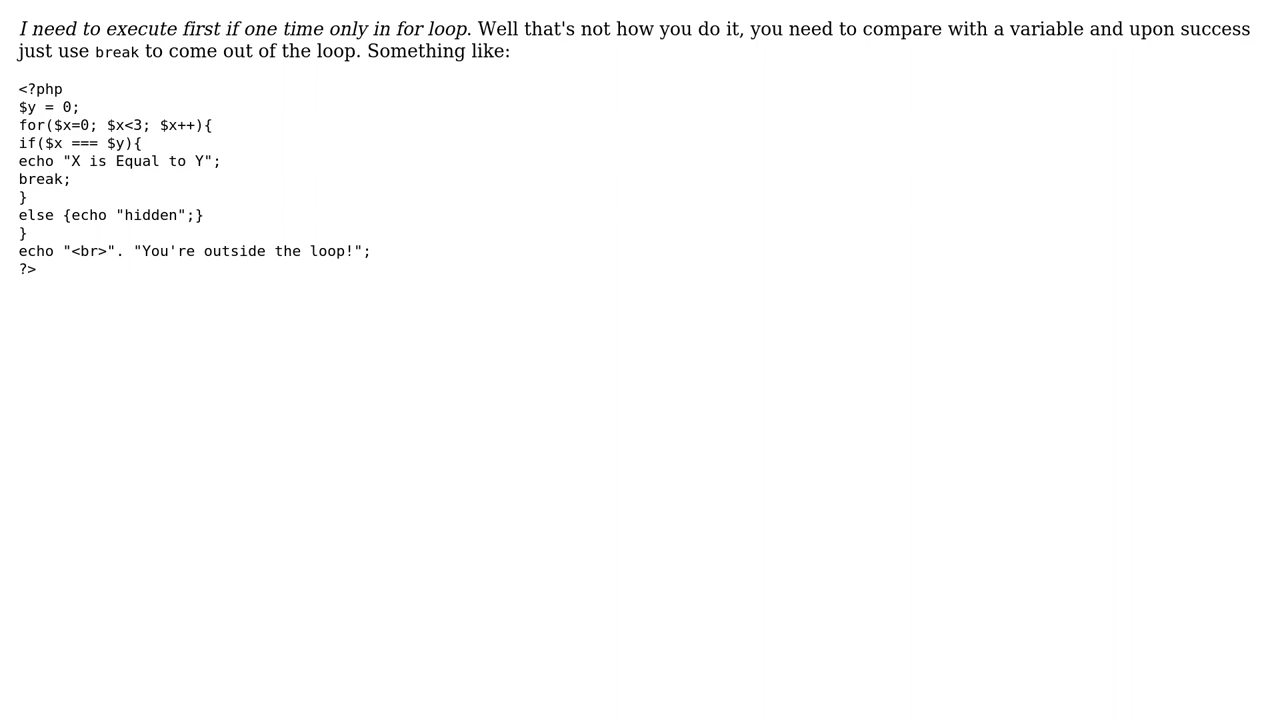 I need to execute first if one time only in for loop. Well that's not how you do it, you need to compare with a variable and upon success
just use break to come out of the loop. Something like:
<?php
$y = 0;
for($x=0; $x<3; $x++){
if($x === $y){
echo "X is Equal to Y";
break;
}
else {echo "hidden";}
}
echo "<br>". "You're outside the loop!";
?>